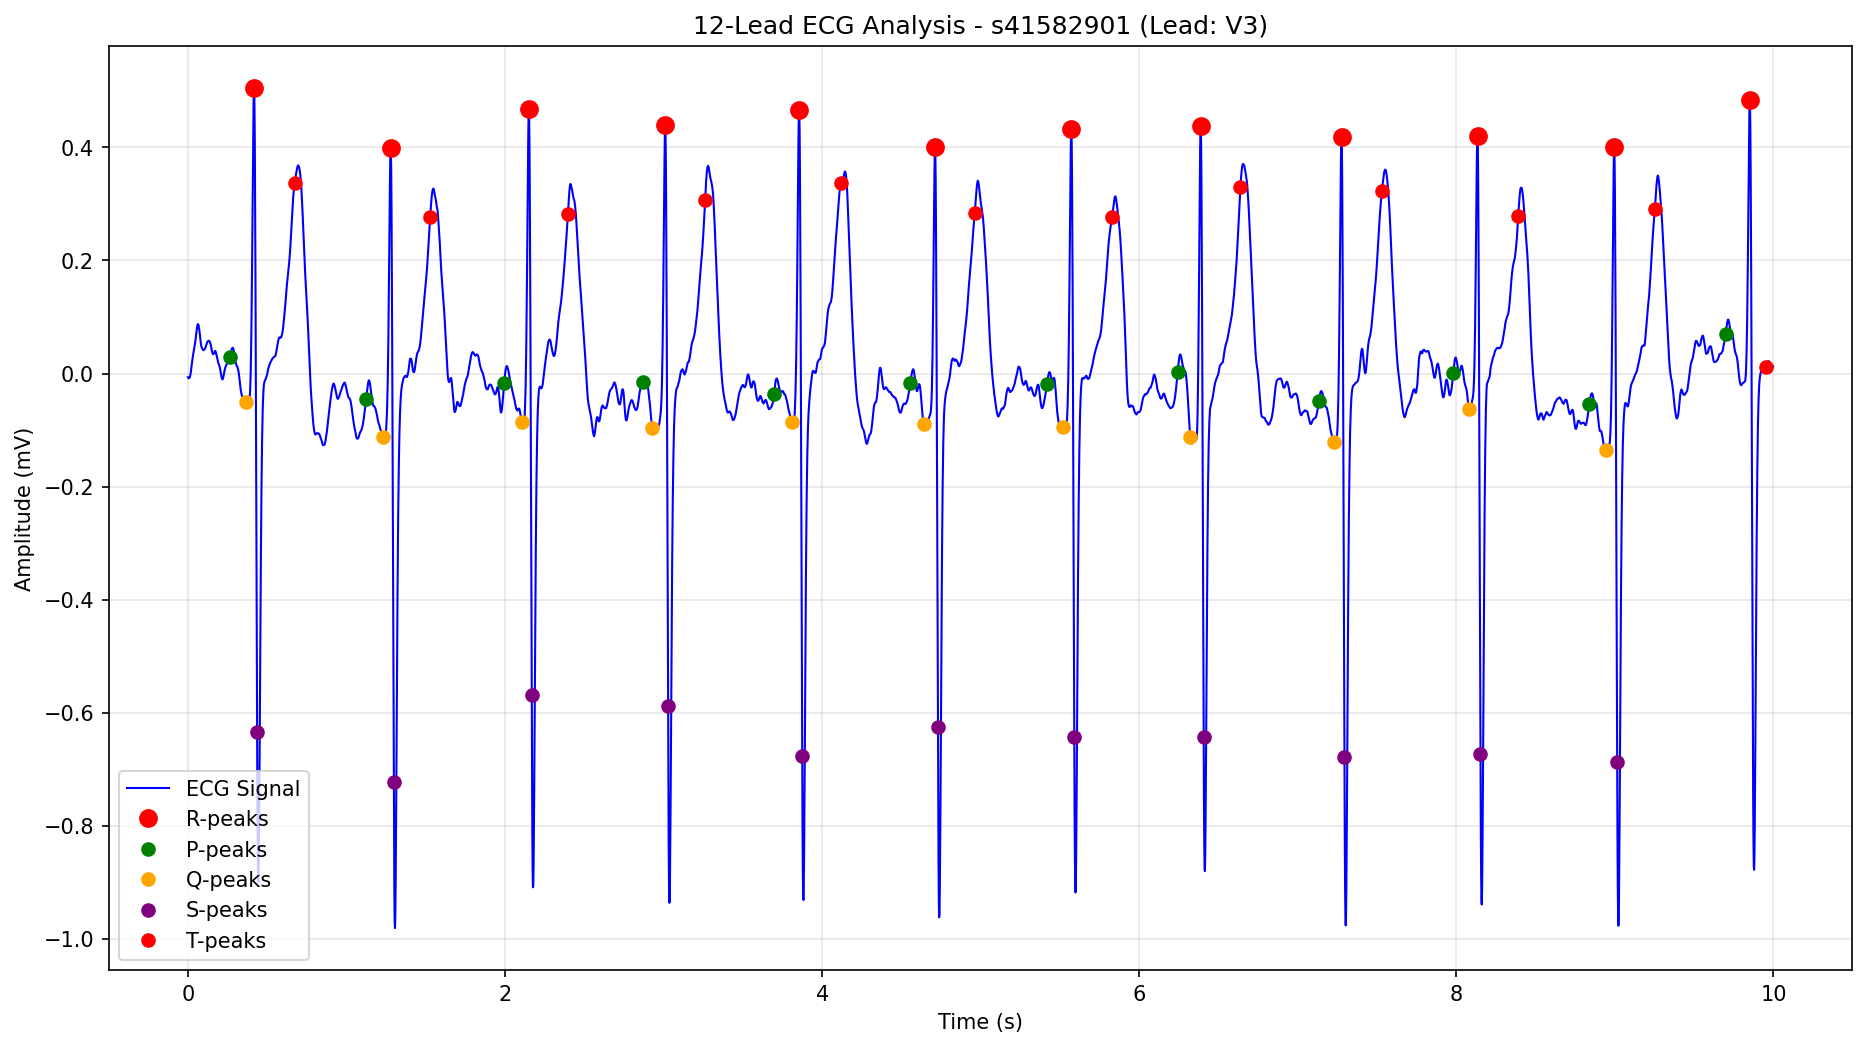 12-Lead ECG Analysis - s41582901 (Lead: V3)
Amplitude (mV)
0.4
0.2
0.0
−0.2
−0.4
−0.6
−0.8
−1.0
ECG Signal
R-peaks
P-peaks
Q-peaks
S-peaks
T-peaks
0 2 4 6 8 10
Time (s)